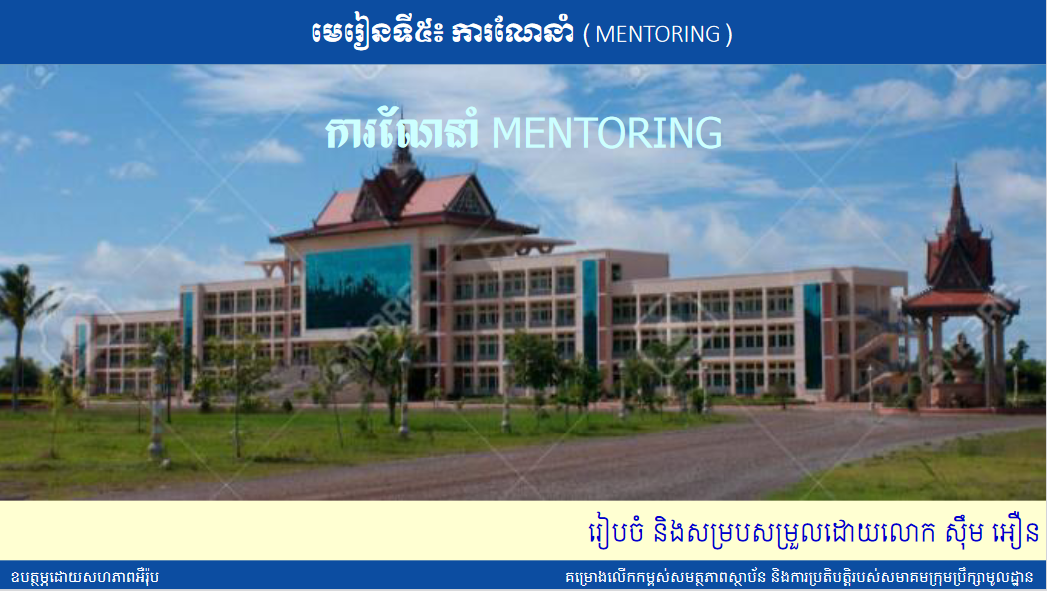 មេរៀនទី៥៖ ការណែនាំ ( MENTORING )
ការណែនាំ MENTORING
រៀបចំ និងសម្របសម្រួលដោយលោក ស៊ឹម អឿន
ឧបត្ថម្ភដោយសហភាពអឺរ៉ុប
គម្រោងលើកកម្ពស់សមត្ថភាពស្ថាប័ន និងការប្រតិបត្តិរបស់សមាគមក្រុមប្រឹក្សាមូលដ្ឋាន